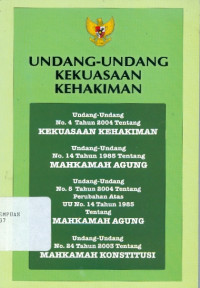 UNDANG-UNDANG
KEKUASAAN
KEHAKIMAN
Undang-Undang
No. 4 Tahun 2004 Tentang
KEKUASAAN KEHAKIMAN
Undang-Undang
No. 14 Tahun 1985 Tentang
MAHKAMAH AGUNG
Undang-Undang
No. 5 Tahun 2004 Tentang
Perubahan Atas
UU No. 14 Tahun 1985
Tentang
MAHKAMAH AGUNG
Undang-Undang
No. 24 Tahun 2003 Tentang
MAHKAMAH KONSTITUSI
EMPUAN